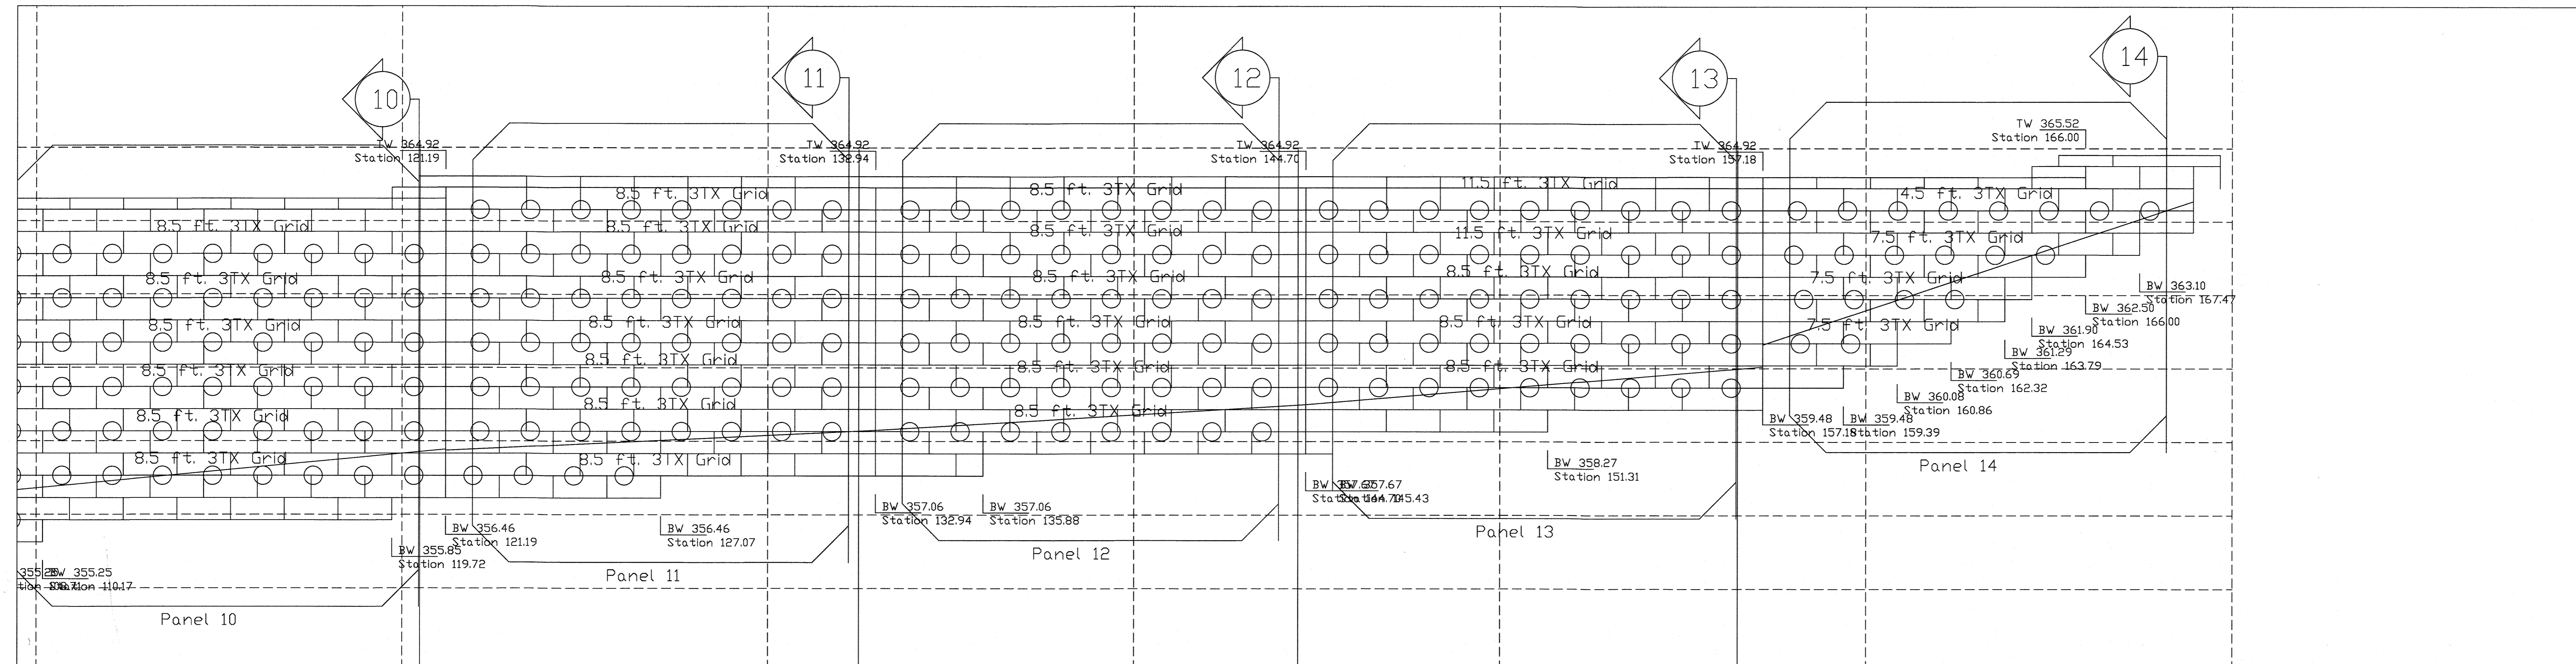 10
11
12
13
14
TW 364.92
Station 121.19
TW 364.92
Station 132.94
TW 364.92
Station 144.70
TW 364.92
Station 157.18
TW 365.52
Station 166.00
8.5 ft. 3TX Grid
8.5 ft. 3TX Grid
8.5 ft. 3TX Grid
8.5 ft. 3TX Grid
8.5 ft. 3TX Grid
8.5 ft. 3TX Grid
BW 355.25
Station 110.17
BW 355.85
Station 119.72
Panel 10
8.5 ft. 3TX Grid
8.5 ft. 3TX Grid
8.5 ft. 3TX Grid
8.5 ft. 3TX Grid
8.5 ft. 3TX Grid
8.5 ft. 3TX Grid
8.5 ft. 3TX Grid
BW 356.46
Station 121.19
BW 356.46
Station 127.07
Panel 11
8.5 ft. 3TX Grid
8.5 ft. 3TX Grid
8.5 ft. 3TX Grid
8.5 ft. 3TX Grid
8.5 ft. 3TX Grid
8.5 ft. 3TX Grid
BW 357.06
Station 132.94
BW 357.06
Station 135.88
Panel 12
11.5 ft. 3TX Grid
11.5 ft. 3TX Grid
8.5 ft. 3TX Grid
8.5 ft. 3TX Grid
8.5 ft. 3TX Grid
BW 357.67
Station 144.70
BW 357.67
Station 145.43
BW 358.27
Station 151.31
Panel 13
4.5 ft. 3TX Grid
7.5 ft. 3TX Grid
7.5 ft. 3TX Grid
7.5 ft. 3TX Grid
BW 363.10
Station 167.47
BW 362.50
Station 166.00
BW 361.90
Station 164.53
BW 361.29
Station 163.79
BW 360.69
Station 162.32
BW 360.08
Station 160.86
BW 359.48
Station 157.18
BW 359.48
Station 159.39
Panel 14